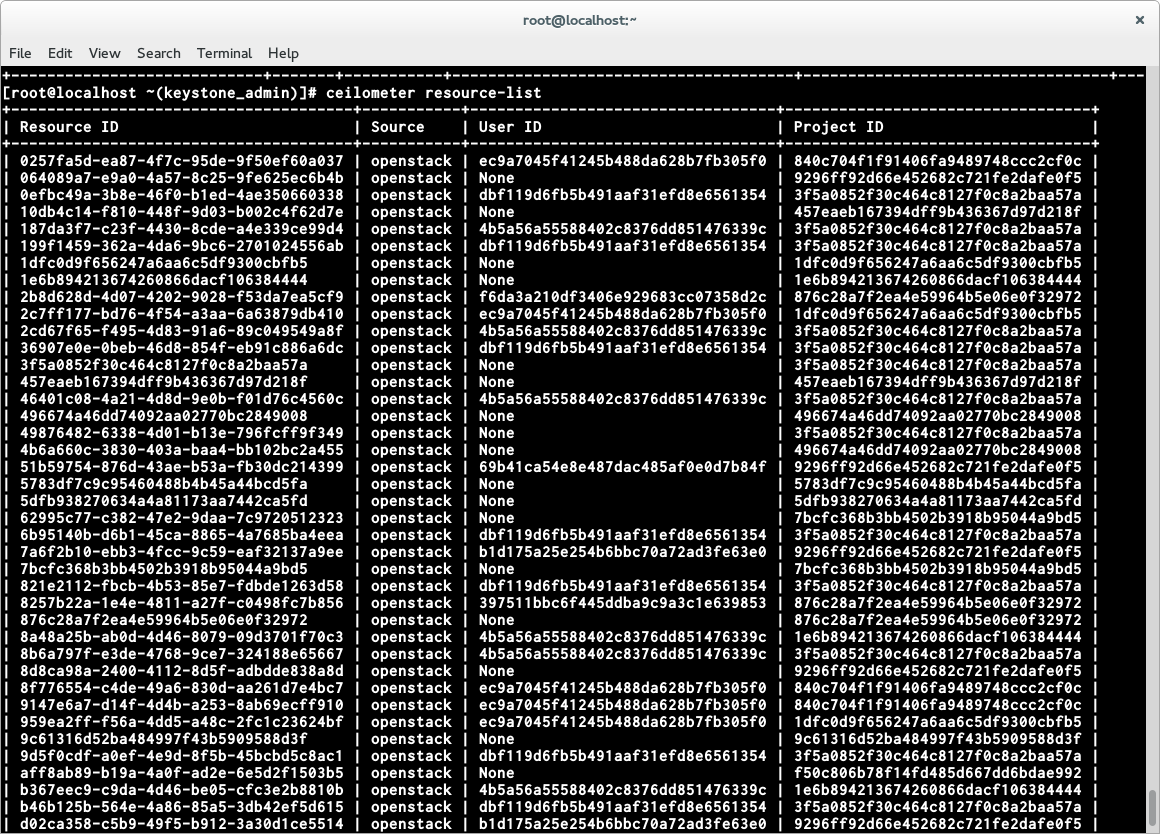 root@localhost:~
File Edit View Search Terminal Help
+----------------------------+-------+------------+--------------------------------------+----------------------------------+---
[root@localhost ~(keystone_admin)]# ceilometer resource-list
+--------------------------------------+-----------+----------------------------------+----------------------------------+
| Resource ID | Source | User ID | Project ID |
+--------------------------------------+-----------+----------------------------------+----------------------------------+
| 0257fa5d-ea87-4f7c-95de-9f50ef60a037 | openstack | ec9a7045f41245b488da628b7fb305f0 | 840c704f1f91406fa9489748ccc2cf0c |
| 064089a7-e9a0-4a57-8c25-9fe625ec6b4b | openstack | None | 9296ff92d66e452682c721fe2dafe0f5 |
| 0efbc49a-3b8e-46f0-b1ed-4ae350660338 | openstack | dbf119d6fb5b491aaf31efd8e6561354 | 3f5a0852f30c464c8127f0c8a2baa57a |
| 10db4c14-f810-448f-9d03-b002c4f62d7e | openstack | None | 457eaeb167394dff9b436367d97d218f |
| 187da3f7-c23f-4430-8cde-a4e339ce99d4 | openstack | 4b5a56a55588402c8376dd851476339c | 3f5a0852f30c464c8127f0c8a2baa57a |
| 199f1459-362a-4da6-9bc6-2701024556ab | openstack | dbf119d6fb5b491aaf31efd8e6561354 | 3f5a0852f30c464c8127f0c8a2baa57a |
| 1dfc0d9f656247a6aa6c5df9300cbfb5 | openstack | None | 1dfc0d9f656247a6aa6c5df9300cbfb5 |
| 1e6b894213674260866dacf106384444 | openstack | None | 1e6b894213674260866dacf106384444 |
| 2b8d628d-4d07-4202-9028-f53da7ea5cf9 | openstack | f6da3a210df3406e929683cc07358d2c | 876c28a7f2ea4e59964b5e06e0f32972 |
| 2c7ff177-bd76-4f54-a3aa-6a63879db410 | openstack | ec9a7045f41245b488da628b7fb305f0 | 1dfc0d9f656247a6aa6c5df9300cbfb5 |
| 2cd67f65-f495-4d83-91a6-89c049549a8f | openstack | 4b5a56a55588402c8376dd851476339c | 3f5a0852f30c464c8127f0c8a2baa57a |
| 36907e0e-0beb-46d8-854f-eb91c886a6dc | openstack | dbf119d6fb5b491aaf31efd8e6561354 | 3f5a0852f30c464c8127f0c8a2baa57a |
| 3f5a0852f30c464c8127f0c8a2baa57a | openstack | None | 3f5a0852f30c464c8127f0c8a2baa57a |
| 457eaeb167394dff9b436367d97d218f | openstack | None | 457eaeb167394dff9b436367d97d218f |
| 46401c08-4a21-4d8d-9e0b-f01d76c4560c | openstack | 4b5a56a55588402c8376dd851476339c | 3f5a0852f30c464c8127f0c8a2baa57a |
| 496674a46dd74092aa02770bc2849008 | openstack | None | 496674a46dd74092aa02770bc2849008 |
| 49876482-6338-4d01-b13e-796fcff9f349 | openstack | None | 3f5a0852f30c464c8127f0c8a2baa57a |
| 4b6a660c-3830-403a-baa4-bb102bc2a455 | openstack | None | 496674a46dd74092aa02770bc2849008 |
| 51b59754-876d-43ae-b53a-fb30dc214399 | openstack | 69b41ca54e8e487dac485af0e0d7b84f | 9296ff92d66e452682c721fe2dafe0f5 |
| 5783df7c9c95460488b4b45a44bcd5fa | openstack | None | 5783df7c9c95460488b4b45a44bcd5fa |
| 5dfb938270634a4a81173aa7442ca5fd | openstack | None | 5dfb938270634a4a81173aa7442ca5fd |
| 62995c77-c382-47e2-9daa-7c9720512323 | openstack | None | 7bcfc368b3bb4502b3918b95044a9bd5 |
| 6b95140b-d6b1-45ca-8865-4a7685ba4eea | openstack | dbf119d6fb5b491aaf31efd8e6561354 | 3f5a0852f30c464c8127f0c8a2baa57a |
| 7a6f2b10-ebb3-4fcc-9c59-eaf32137a9ee | openstack | b1d175a25e254b6bbc70a72ad3fe63e0 | 9296ff92d66e452682c721fe2dafe0f5 |
| 7bcfc368b3bb4502b3918b95044a9bd5 | openstack | None | 7bcfc368b3bb4502b3918b95044a9bd5 |
| 821e2112-fbcb-4b53-85e7-fdbde1263d58 | openstack | dbf119d6fb5b491aaf31efd8e6561354 | 3f5a0852f30c464c8127f0c8a2baa57a |
| 8257b22a-1e4e-4811-a27f-c0498fc7b856 | openstack | 397511bbc6f445ddba9c9a3c1e639853 | 876c28a7f2ea4e59964b5e06e0f32972 |
| 876c28a7f2ea4e59964b5e06e0f32972 | openstack | None | 876c28a7f2ea4e59964b5e06e0f32972 |
| 8a48a25b-ab0d-4d46-8079-09d3701f70c3 | openstack | 4b5a56a55588402c8376dd851476339c | 1e6b894213674260866dacf106384444 |
| 8b6a797f-e3de-4768-9ce7-324188e65667 | openstack | 4b5a56a55588402c8376dd851476339c | 3f5a0852f30c464c8127f0c8a2baa57a |
| 8d8ca98a-2400-4112-8d5f-adbdde838a8d | openstack | None | 9296ff92d66e452682c721fe2dafe0f5 |
| 8f776554-c4de-49a6-830d-aa261d7e4bc7 | openstack | ec9a7045f41245b488da628b7fb305f0 | 840c704f1f91406fa9489748ccc2cf0c |
| 9147e6a7-d14f-4d4b-a253-8ab69ecff910 | openstack | ec9a7045f41245b488da628b7fb305f0 | 840c704f1f91406fa9489748ccc2cf0c |
| 959ea2ff-f56a-4dd5-a48c-2fc1c23624bf | openstack | ec9a7045f41245b488da628b7fb305f0 | 1dfc0d9f656247a6aa6c5df9300cbfb5 |
| 9c61316d52ba484997f43b5909588d3f | openstack | None | 9c61316d52ba484997f43b5909588d3f |
| 9d5f0cdf-a0ef-4e9d-8f5b-45bcbd5c8ac1 | openstack | dbf119d6fb5b491aaf31efd8e6561354 | 3f5a0852f30c464c8127f0c8a2baa57a |
| aff8ab89-b19a-4a0f-ad2e-6e5d2f1503b5 | openstack | None | f50c806b78f14fd485d667dd6bdae992 |
| b367eec9-c9da-4d46-be05-cfc3e2b8810b | openstack | 4b5a56a55588402c8376dd851476339c | 1e6b894213674260866dacf106384444 |
| b46b125b-564e-4a86-85a5-3db42ef5d615 | openstack | dbf119d6fb5b491aaf31efd8e6561354 | 3f5a0852f30c464c8127f0c8a2baa57a |
| d02ca358-c5b9-49f5-b912-3a30d1ce5514 | openstack | b1d175a25e254b6bbc70a72ad3fe63e0 | 9296ff92d66e452682c721fe2dafe0f5 |